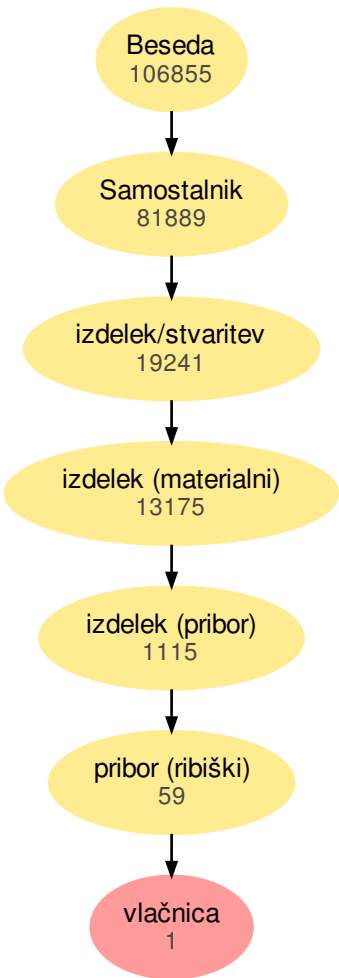 Beseda
106855
Samostalnik
81889
izdelek/stvaritev
19241
izdelek (materialni)
13175
izdelek (pribor)
1115
pribor (ribiški)
59
vlačnica
1